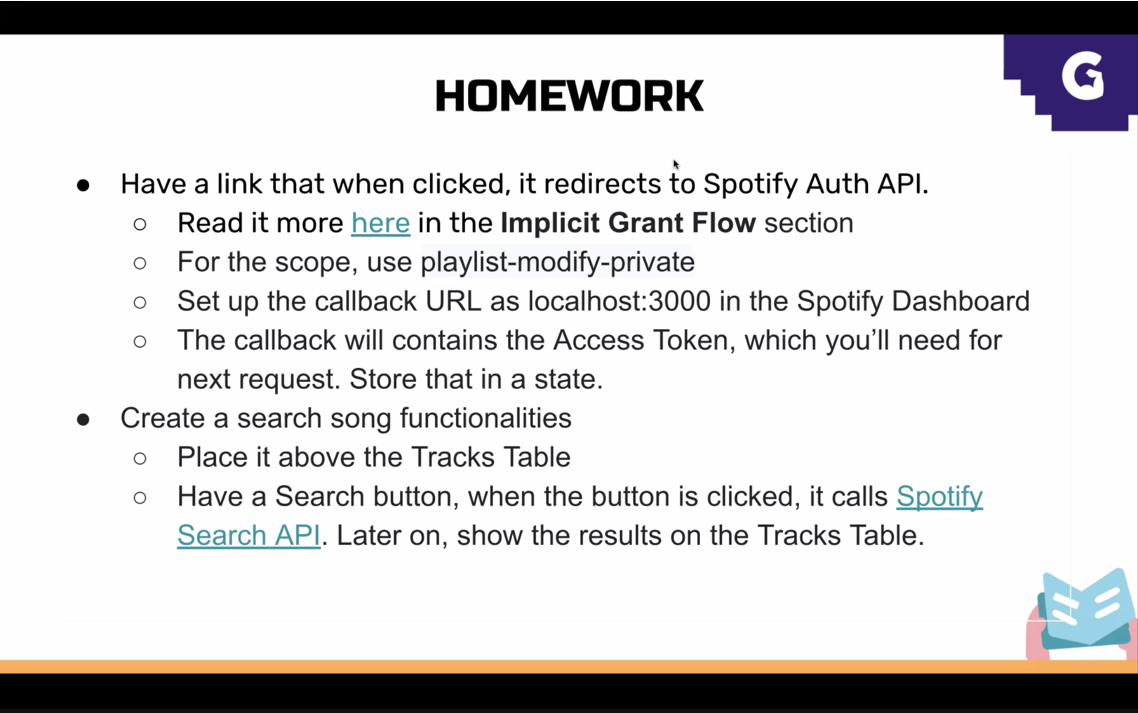 G
HOMEWORK
● Have a link that when clicked, it redirects to Spotify Auth API.
○ Read it more here in the Implicit Grant Flow section
○ For the scope, use playlist-modify-private
○ Set up the callback URL as localhost:3000 in the Spotify Dashboard
○ The callback will contains the Access Token, which you’ll need for
next request. Store that in a state.
● Create a search song functionalities
○ Place it above the Tracks Table
○ Have a Search button, when the button is clicked, it calls Spotify
Search API. Later on, show the results on the Tracks Table.